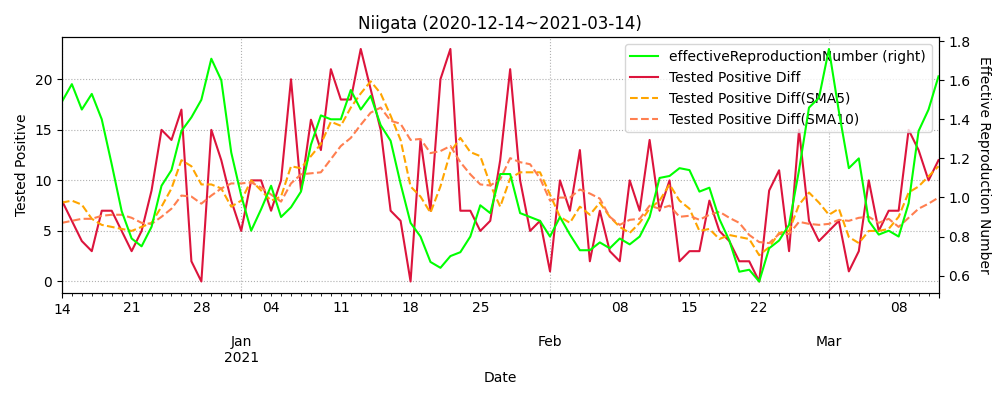 Niigata (2020-12-14~2021-03-14)
effectiveReproductionNumber (right)
Tested Positive Diff
Tested Positive Diff(SMA5)
Tested Positive Diff(SMA10)
Tested Positive
20
15
10
5
0
1.8
1.6
1.4
1.2
1.0
0.8
0.6
Effective Reproduction Number
14 21 28 04 11 18 25 08 15 22 08
Jan Feb Mar
2021
Date